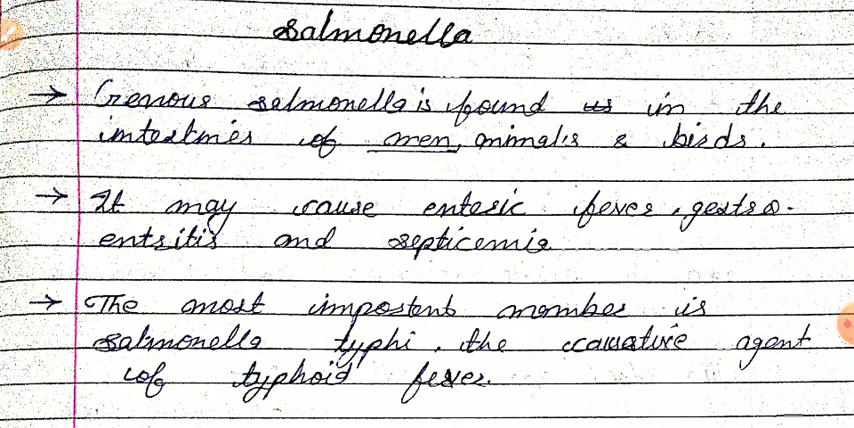 Salmonella
→ Genous salmonella is found in the
intestines of men, animals & birds.
→ It may cause enteric fever, gastro-
entritis and septicemia
→ The most important member is
salmonella typhi, the causative agent
of typhoid fever.